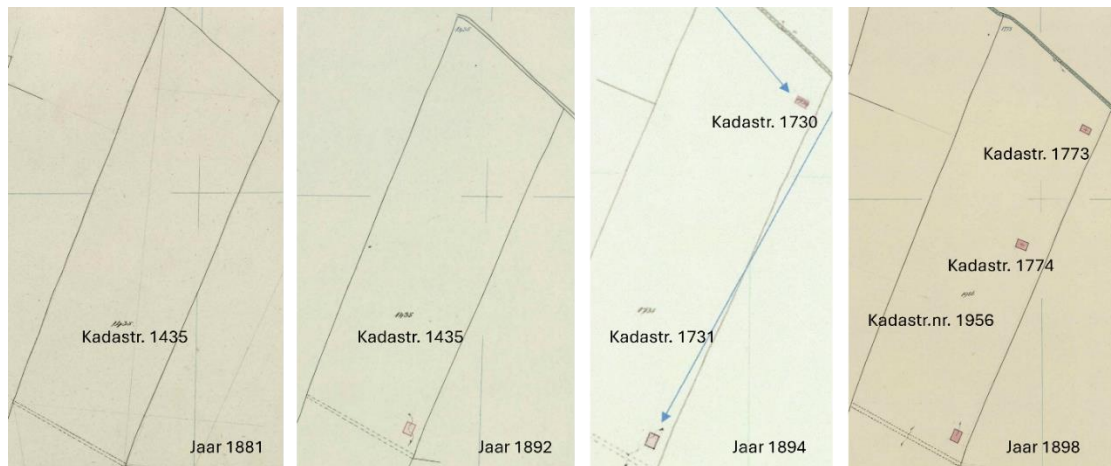 Kadastr. 1435
Jaar 1881
Kadastr. 1435
Jaar 1892
Kadastr. 1730
Kadastr. 1731
Jaar 1894
Kadastr. 1773
Kadastr. 1774
Kadastr.nr. 1956
Jaar 1898